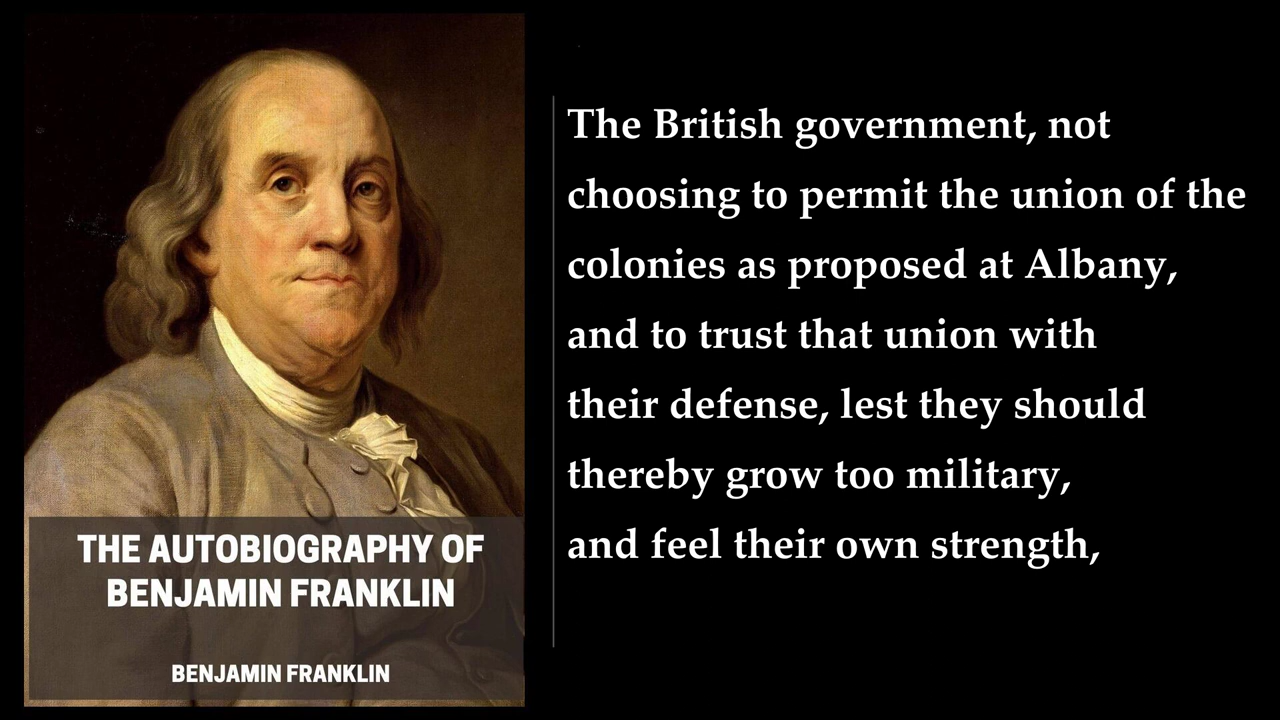 THE AUTOBIOGRAPHY OF
BENJAMIN FRANKLIN
BENJAMIN FRANKLIN
The British government, not
choosing to permit the union of the
colonies as proposed at Albany,
and to trust that union with
their defense, lest they should
thereby grow too military,
and feel their own strength,